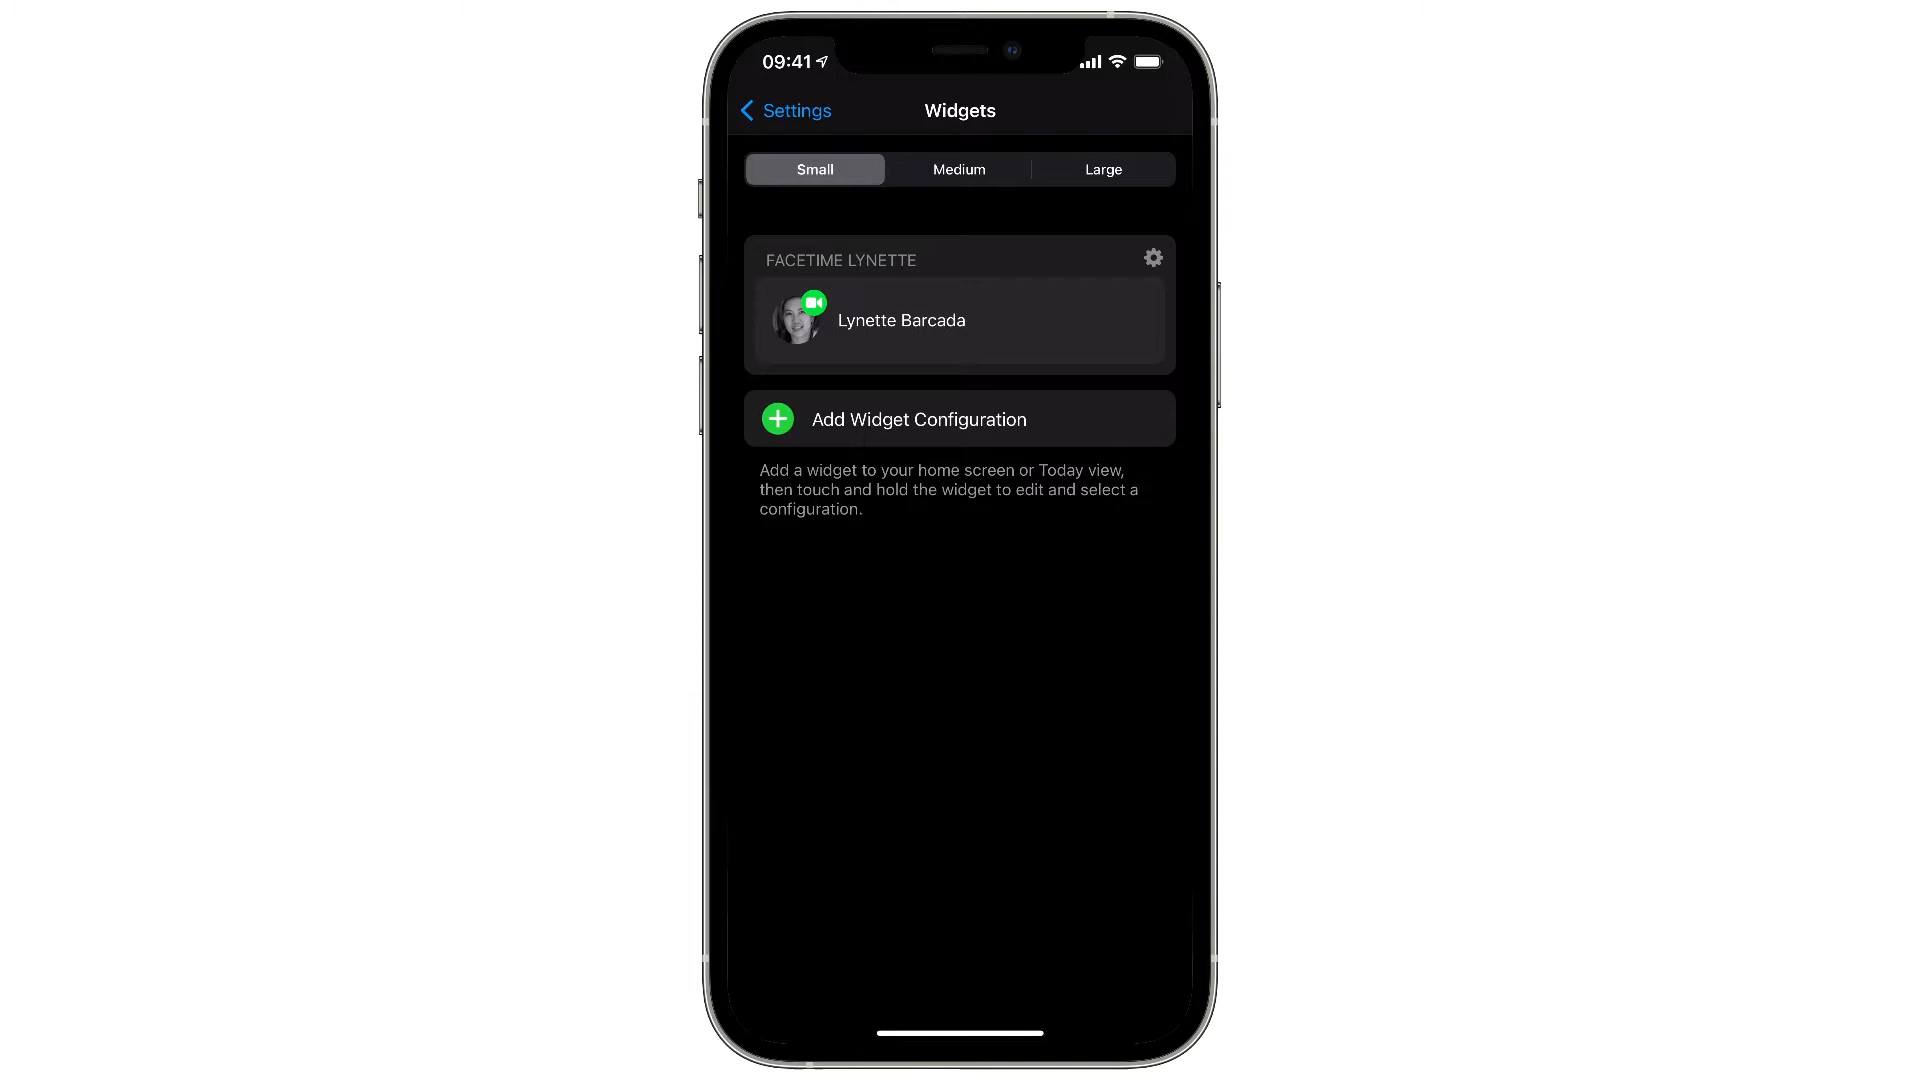 09:41
Settings
Widgets
Small
Medium
Large
FACETIME LYNETTE
Lynette Barcada
Add Widget Configuration
Add a widget to your home screen or Today view,
then touch and hold the widget to edit and select a
configuration.